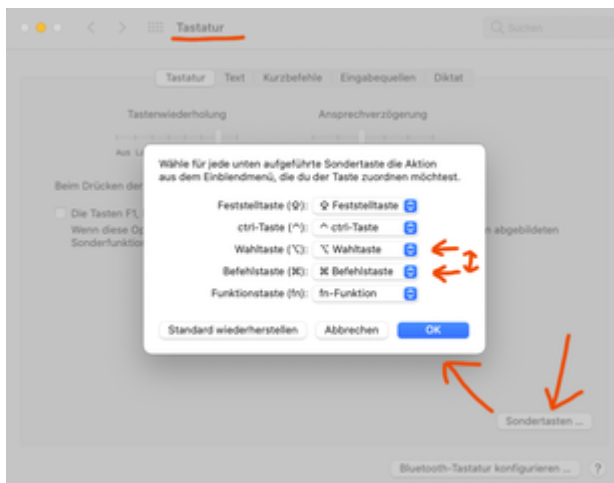 Tastatur
Suchen
Tastatur Text Kurzbefehle Eingabequellen Diktat
Tastenwiederholung Ansprechverzögerung
Aus
Wähle für jede unten aufgeführte Sondertaste die Aktion
aus dem Einblendmenü, die du der Taste zuordnen möchtest.
Beim Drücken der
Feststelltaste (⇪): ⇪ Feststelltaste
Die Tasten F1,
ctrl-Taste (^): ^ ctrl-Taste
Wenn diese Op abgebildeten
Sonderfunktion
Wahltaste (⌥): ⌥ Wahltaste
Befehlstaste (⌘): ⌘ Befehlstaste
Funktionstaste (fn): fn-Funktion
Standard wiederherstellen Abbrechen OK
Sondertasten ...
Bluetooth-Tastatur konfigurieren ... ?